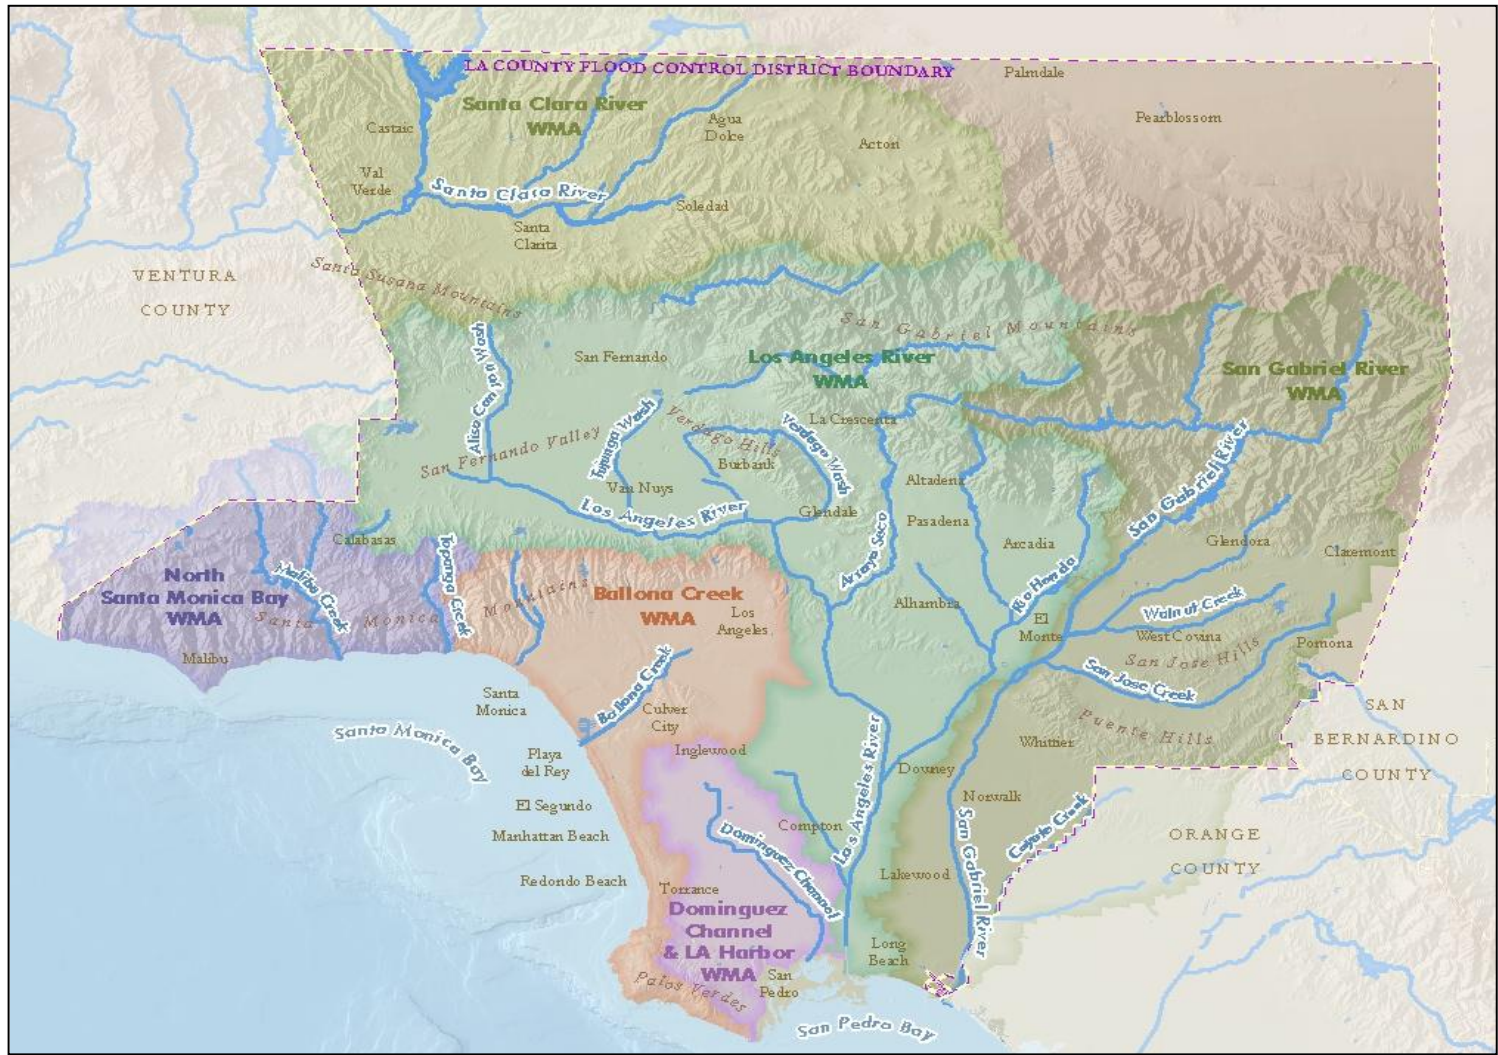 LA COUNTY FLOOD CONTROL DISTRICT BOUNDARY
Palmdale
Santa Clara River
WMA
Castaic
Agua
Dolce
Pearblossom
Acton
Val
Verde
Santa Clara River
Soledad
Santa
Clarita
VENTURA
COUNTY
Santa Susana Mountains
San Gabriel Mountains
Aliso Canyon Wash
San Fernando
Los Angeles River
WMA
San Gabriel River
WMA
La Crescenta
Tujunga Wash
Verdugo Hills
Verdugo Wash
San Fernando Valley
Burbank
Van Nuys
Altadena
San Gabriel River
Los Angeles River
Glendale
Pasadena
Arroyo Seco
Arcadia
Glendora
Claremont
Calabasas
Topanga Creek
North
Santa Monica Bay
WMA
Malibu Creek
Santa Monica Mountains
Ballona Creek
WMA
Los
Angeles
Alhambra
Rio Hondo
El
Monte
Walnut Creek
West Covina
San Jose Hills
Pomona
Malibu
San Jose Creek
Ballona Creek
Santa
Monica
Culver
City
Puente Hills
SAN
BERNARDINO
COUNTY
Santa Monica Bay
Inglewood
Whittier
Playa
del Rey
Los Angeles River
Downey
El Segundo
Norwalk
Manhattan Beach
Compton
Dominguez Channel
San Gabriel River
Coyote Creek
ORANGE
COUNTY
Redondo Beach
Torrance
Lakewood
Dominguez
Channel
& LA Harbor
WMA
Long
Beach
San
Pedro
Palos Verdes
San Pedro Bay